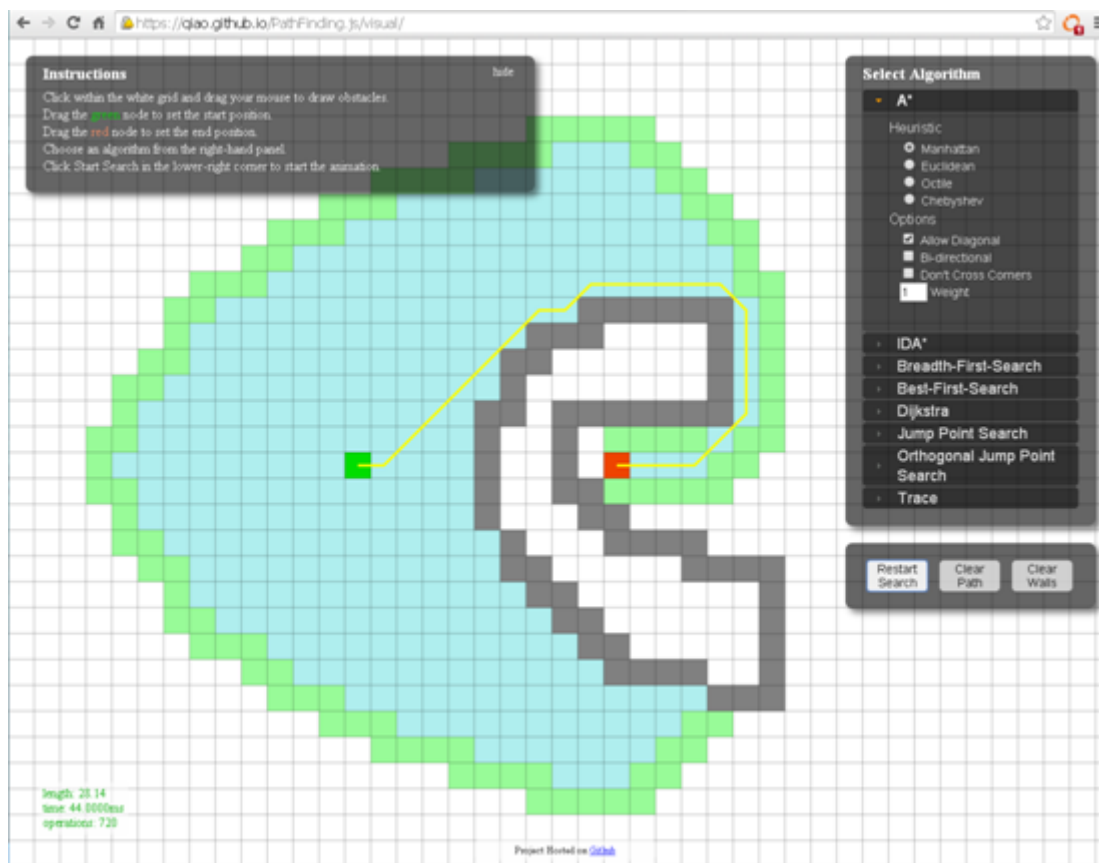 https://qiao.github.io/PathFinding.js/visual/
Instructions
hide
Click within the white grid and drag your mouse to draw obstacles.
Drag the green node to set the start position.
Drag the red node to set the end position.
Choose an algorithm from the right-hand panel.
Click Start Search in the lower-right corner to start the animation.
Select Algorithm
A*
Heuristic
Manhattan
Euclidean
Octile
Chebyshev
Options
Allow Diagonal
Bi-directional
Don't Cross Corners
1 Weight
IDA*
Breadth-First-Search
Best-First-Search
Dijkstra
Jump Point Search
Orthogonal Jump Point
Search
Trace
Restart
Search
Clear
Path
Clear
Walls
length: 28.14
time: 44.0000ms
operations: 720
Project Hosted on Github